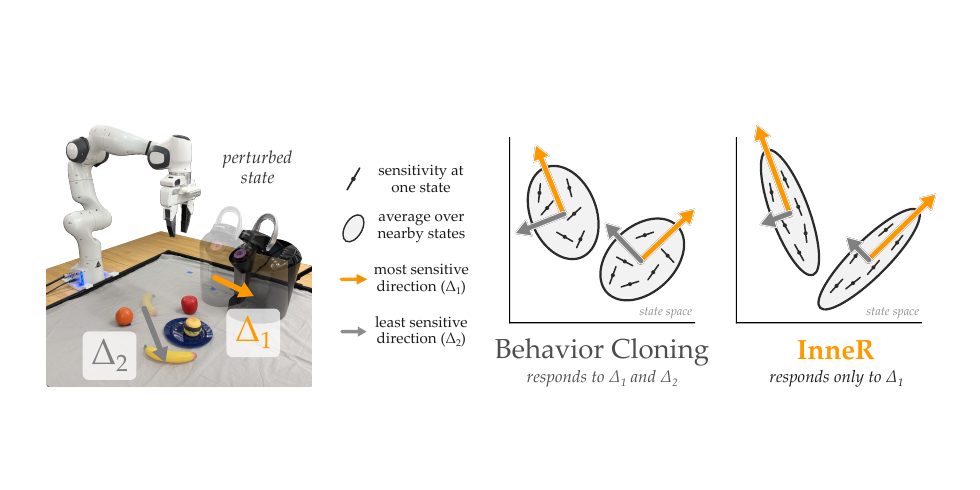 perturbed
state
Δ₁
Δ₂
sensitivity at
one state
average over
nearby states
most sensitive
direction (Δ₁)
least sensitive
direction (Δ₂)
state space
Behavior Cloning
responds to Δ₁ and Δ₂
state space
InneR
responds only to Δ₁